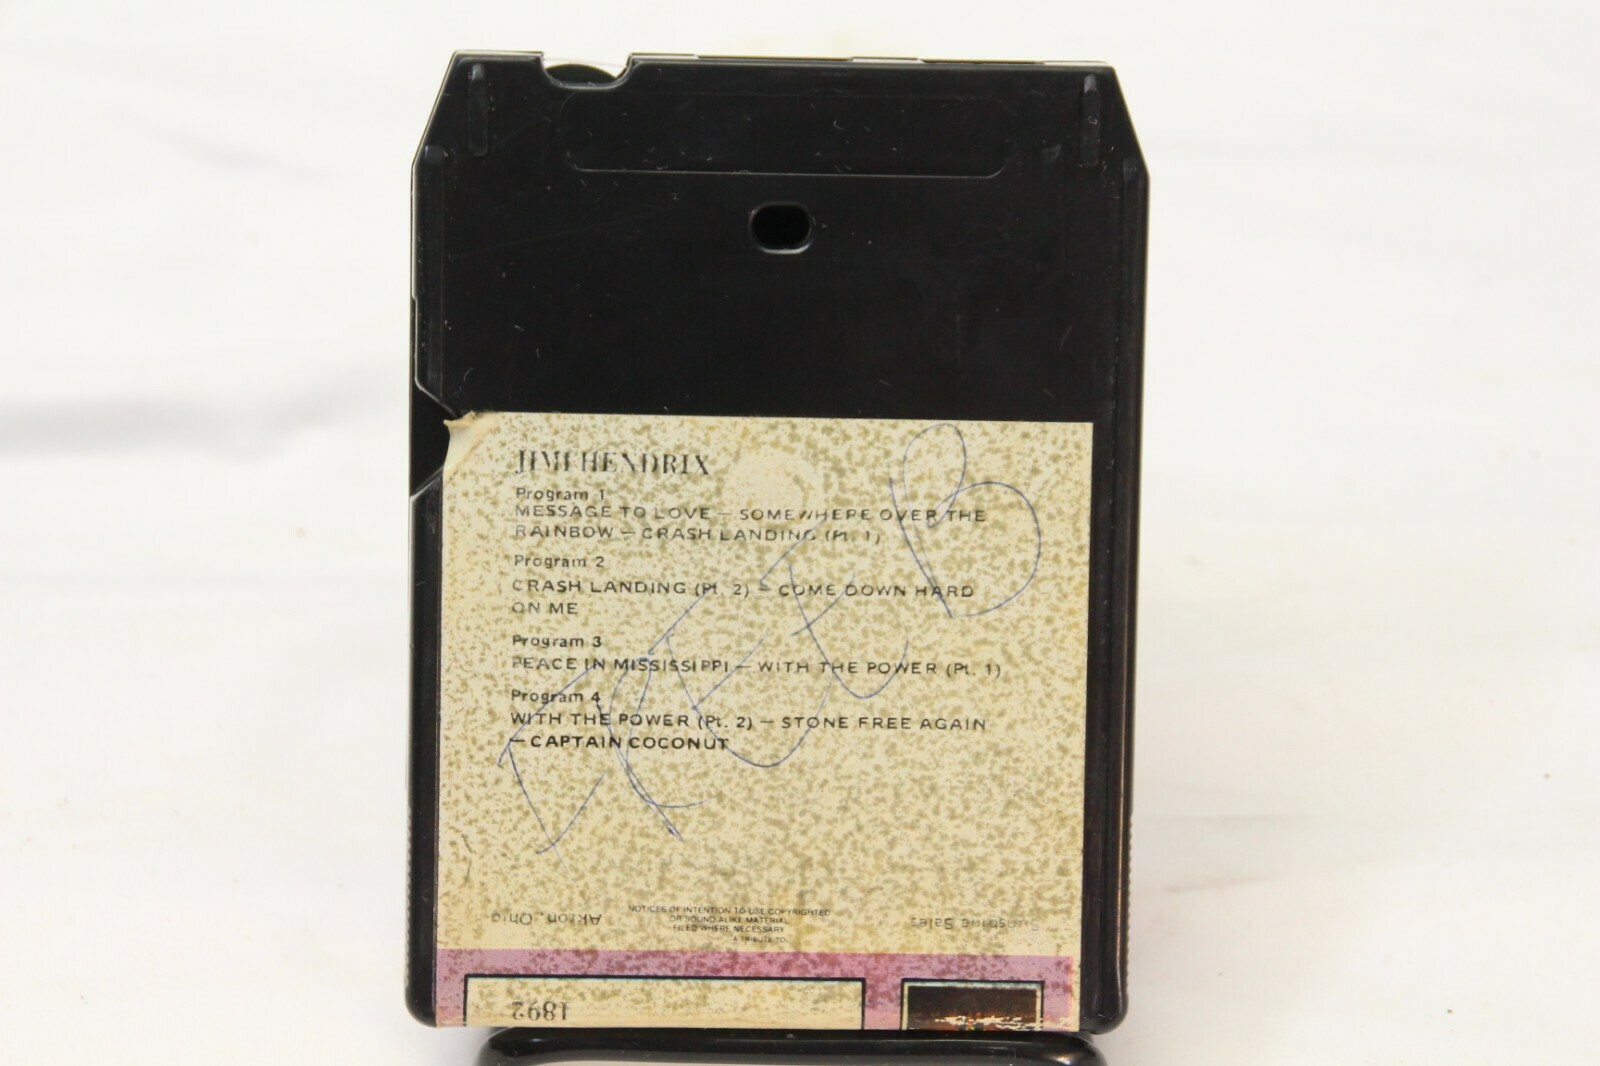 JIMI HENDRIX
Program 1
MESSAGE TO LOVE — SOMEWHERE OVER THE
RAINBOW — CRASH LANDING (Pt. 1)
Program 2
CRASH LANDING (Pt. 2) — COME DOWN HARD
ON ME
Program 3
PEACE IN MISSISSIPPI — WITH THE POWER (Pt. 1)
Program 4
WITH THE POWER (Pt. 2) — STONE FREE AGAIN
— CAPTAIN COCONUT
NOTICES OF INTENTION TO USE COPYRIGHTED
OR SOUND ALIKE MATERIAL
FILED WHERE NECESSARY
A TRIBUTE TO
Akron, Ohio
Sunshine Sales
1892